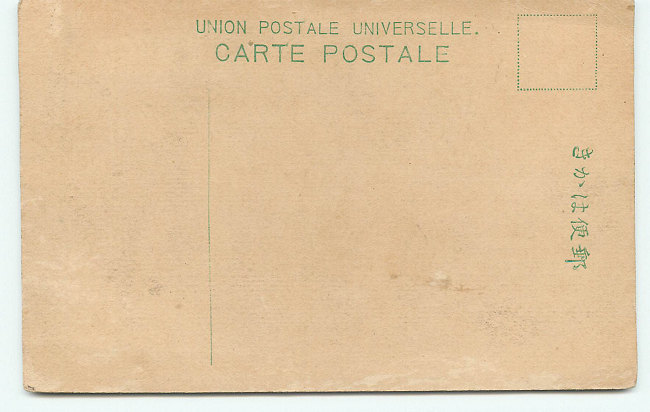 UNION POSTALE UNIVERSELLE.
CARTE POSTALE
郵便はかき